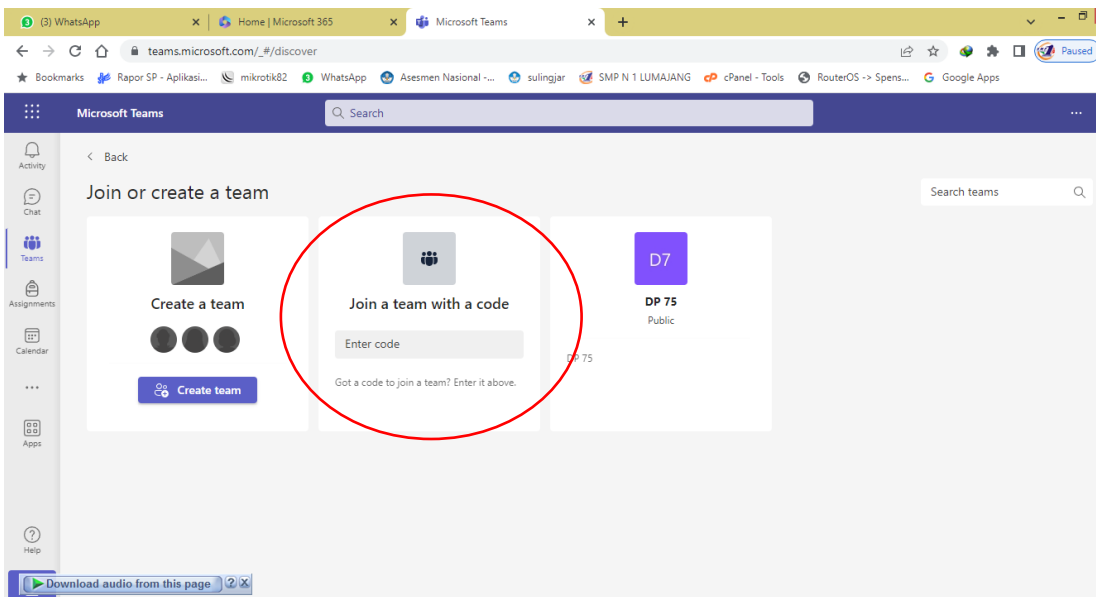 (3) WhatsApp
Home | Microsoft 365
Microsoft Teams
teams.microsoft.com/_#/discover
Paused
Bookmarks
Rapor SP - Aplikasi...
mikrotik82
WhatsApp
Asesmen Nasional -...
sulingjar
SMP N 1 LUMAJANG
cPanel - Tools
RouterOS -> Spens...
Google Apps
Microsoft Teams
Search
Activity
Chat
Teams
Assignments
Calendar
Apps
Help
< Back
Join or create a team
Search teams
Create a team
Create team
Join a team with a code
Enter code
Got a code to join a team? Enter it above.
D7
DP 75
Public
DP 75
Download audio from this page